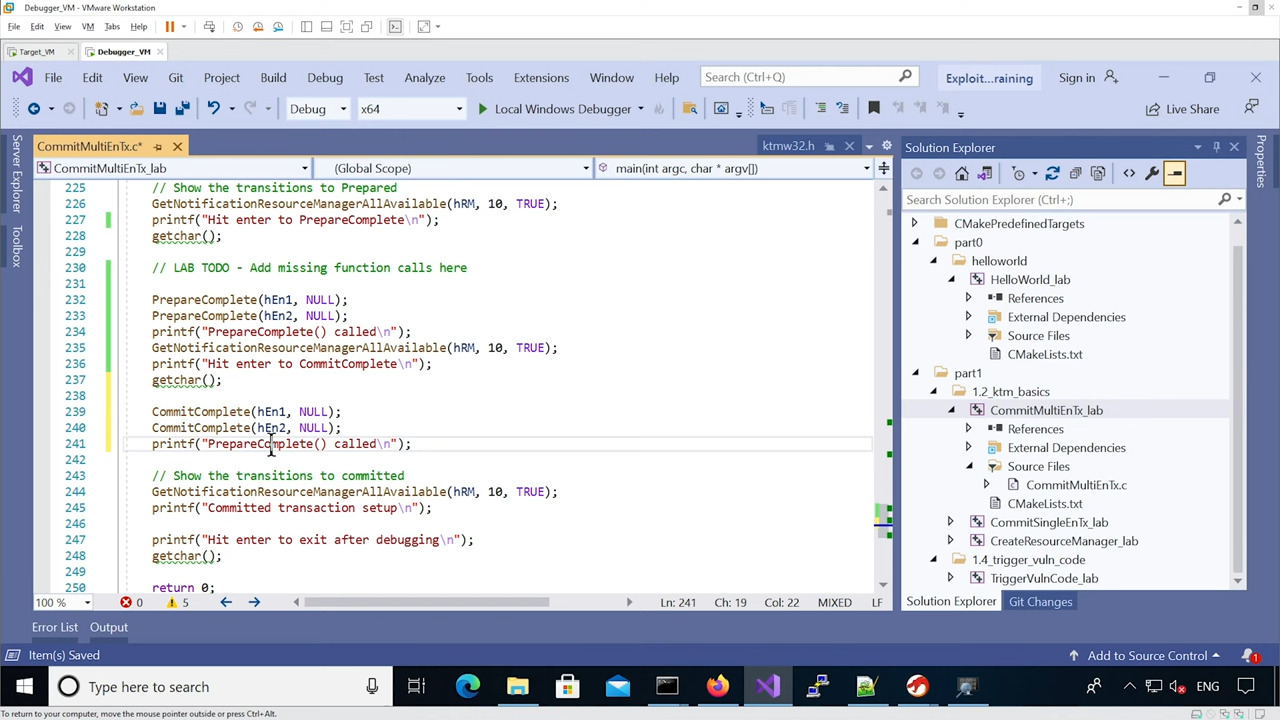 Debugger_VM - VMware Workstation
File Edit View VM Tabs Help
Target_VM Debugger_VM
File Edit View Git Project Build Debug Test Analyze Tools Extensions Window Help Search (Ctrl+Q) Exploit...raining Sign in
Debug x64 Local Windows Debugger Live Share
Server Explorer
Toolbox
CommitMultiEnTx.c* ktmw32.h
CommitMultiEnTx_lab (Global Scope) main(int argc, char * argv[])
225 // Show the transitions to Prepared
226 GetNotificationResourceManagerAllAvailable(hRM, 10, TRUE);
227 printf("Hit enter to PrepareComplete\n");
228 getchar();
229
230 // LAB TODO - Add missing function calls here
231
232 PrepareComplete(hEn1, NULL);
233 PrepareComplete(hEn2, NULL);
234 printf("PrepareComplete() called\n");
235 GetNotificationResourceManagerAllAvailable(hRM, 10, TRUE);
236 printf("Hit enter to CommitComplete\n");
237 getchar();
238
239 CommitComplete(hEn1, NULL);
240 CommitComplete(hEn2, NULL);
241 printf("PrepareComplete() called\n");
242
243 // Show the transitions to committed
244 GetNotificationResourceManagerAllAvailable(hRM, 10, TRUE);
245 printf("Committed transaction setup\n");
246
247 printf("Hit enter to exit after debugging\n");
248 getchar();
249
250 return 0;
100 % 0 5 Ln: 241 Ch: 19 Col: 22 MIXED LF
Solution Explorer
Search Solution Explorer (Ctrl+;)
CMakePredefinedTargets
part0
helloworld
HelloWorld_lab
References
External Dependencies
Source Files
CMakeLists.txt
part1
1.2_ktm_basics
CommitMultiEnTx_lab
References
External Dependencies
Source Files
CommitMultiEnTx.c
CMakeLists.txt
CommitSingleEnTx_lab
CreateResourceManager_lab
1.4_trigger_vuln_code
TriggerVulnCode_lab
Solution Explorer Git Changes
Properties
Error List Output
Item(s) Saved Add to Source Control 1
Type here to search ENG
To return to your computer, move the mouse pointer outside or press Ctrl+Alt.